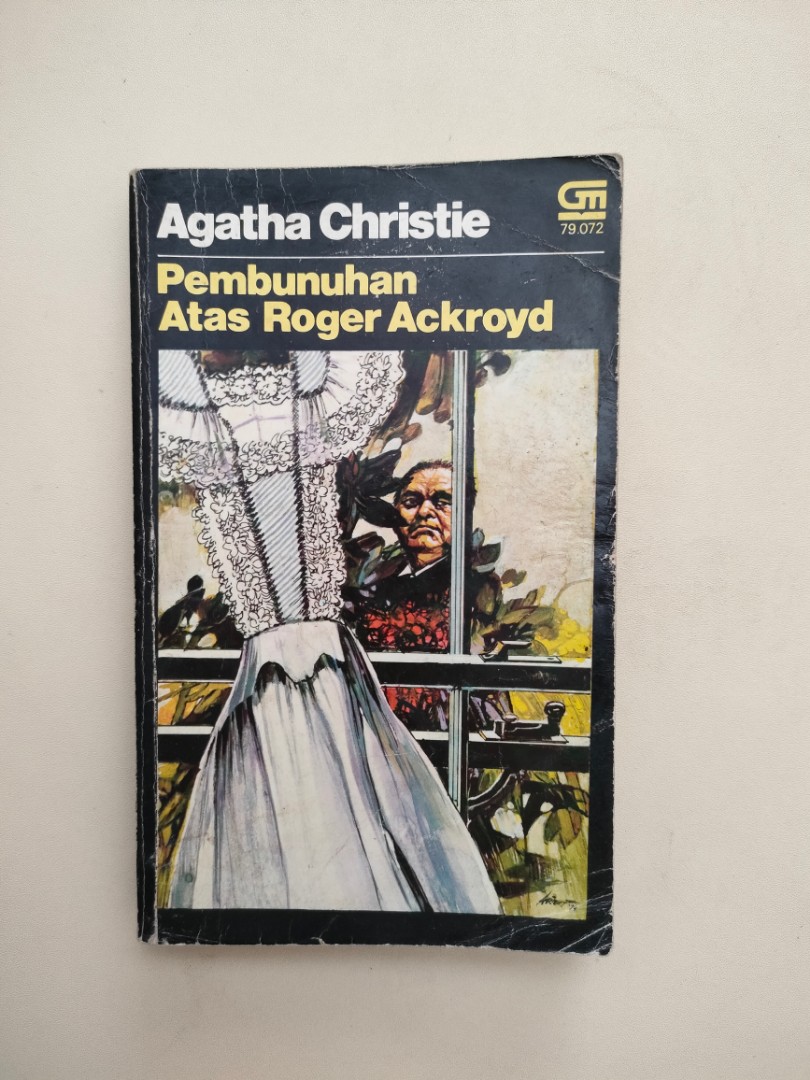 Agatha Christie
GM
79.072
Pembunuhan
Atas Roger Ackroyd